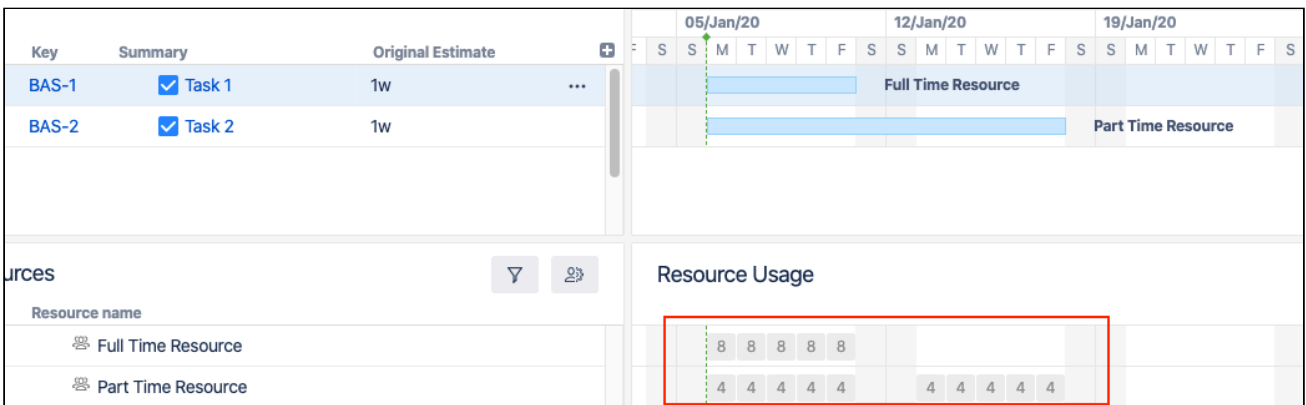 05/Jan/20 12/Jan/20 19/Jan/20
Key Summary Original Estimate F S S M T W T F S S M T W T F S S M T W T F S
BAS-1 Task 1 1w ... Full Time Resource
BAS-2 Task 2 1w Part Time Resource
urces Resource Usage
Resource name
Full Time Resource 8 8 8 8 8
Part Time Resource 4 4 4 4 4 4 4 4 4 4